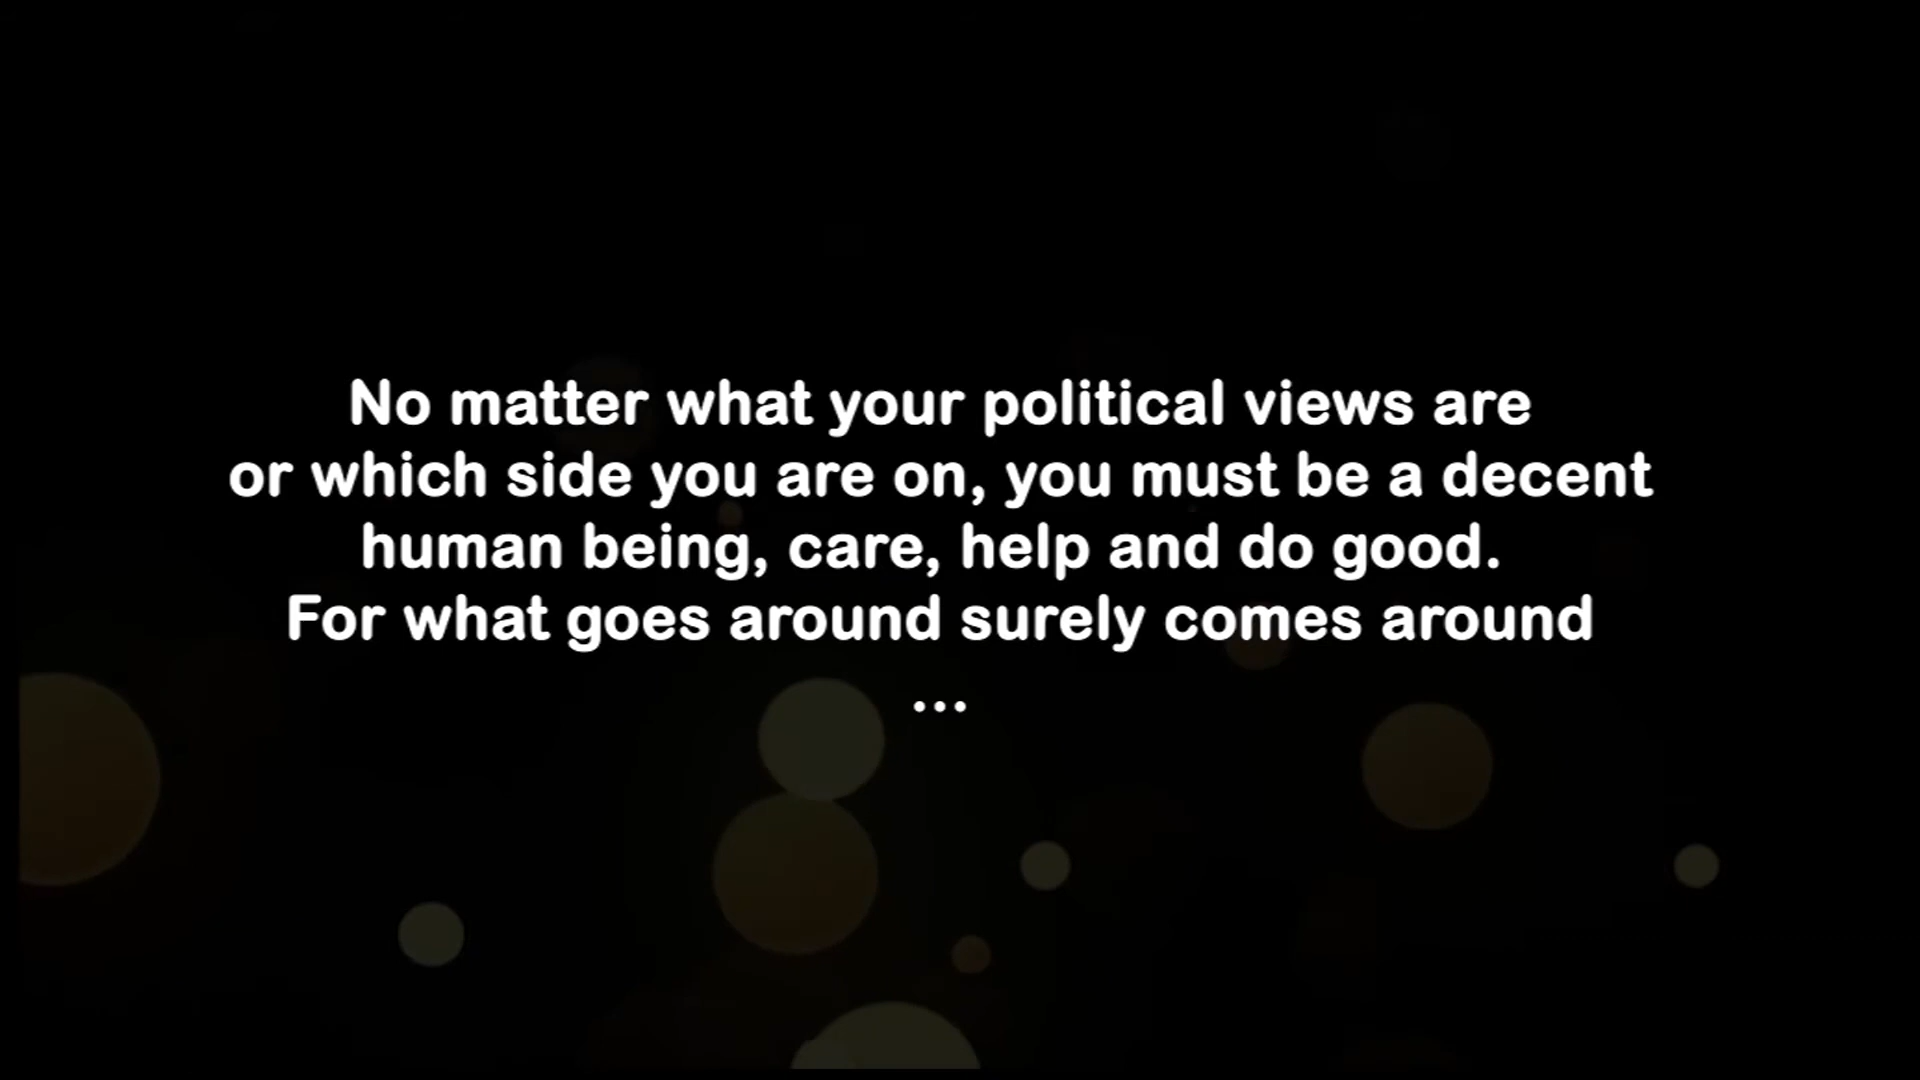 No matter what your political views are
or which side you are on, you must be a decent
human being, care, help and do good.
For what goes around surely comes around
...